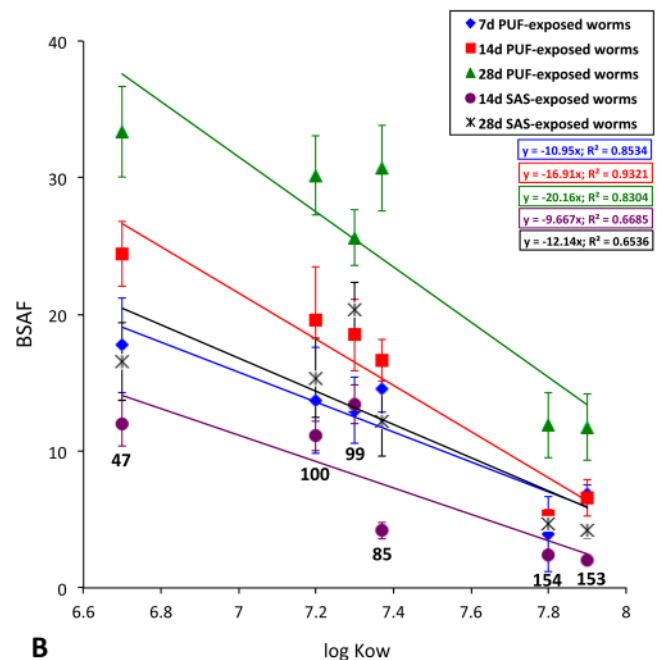 7d PUF-exposed worms
14d PUF-exposed worms
28d PUF-exposed worms
14d SAS-exposed worms
28d SAS-exposed worms
y = -10.95x; R² = 0.8534
y = -16.91x; R² = 0.9321
y = -20.16x; R² = 0.8304
y = -9.667x; R² = 0.6685
y = -12.14x; R² = 0.6536
40
30
20
10
0
BSAF
47
100
99
85
154
153
6.6
6.8
7
7.2
7.4
7.6
7.8
8
log Kow
B